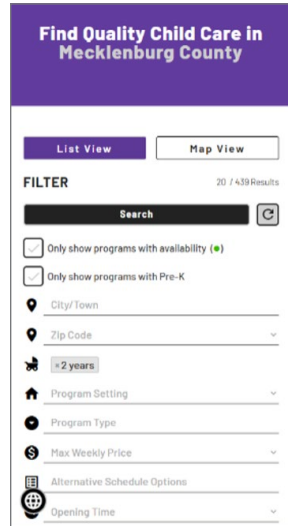 Find Quality Child Care in
Mecklenburg County
List View
Map View
FILTER
20 / 439 Results
Search
Only show programs with availability (●)
Only show programs with Pre-K
City/Town
Zip Code
×2 years
Program Setting
Program Type
Max Weekly Price
Alternative Schedule Options
Opening Time